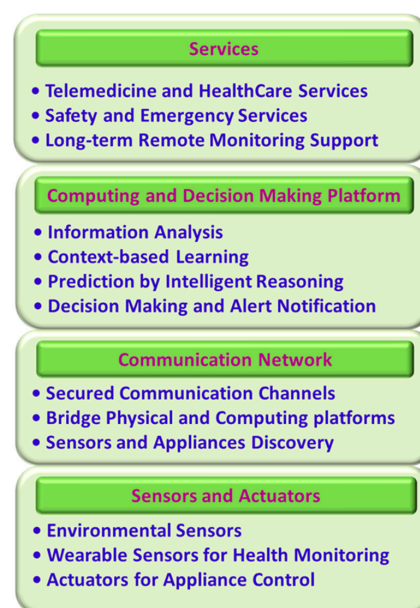 Services
• Telemedicine and HealthCare Services
• Safety and Emergency Services
• Long-term Remote Monitoring Support
Computing and Decision Making Platform
• Information Analysis
• Context-based Learning
• Prediction by Intelligent Reasoning
• Decision Making and Alert Notification
Communication Network
• Secured Communication Channels
• Bridge Physical and Computing platforms
• Sensors and Appliances Discovery
Sensors and Actuators
• Environmental Sensors
• Wearable Sensors for Health Monitoring
• Actuators for Appliance Control